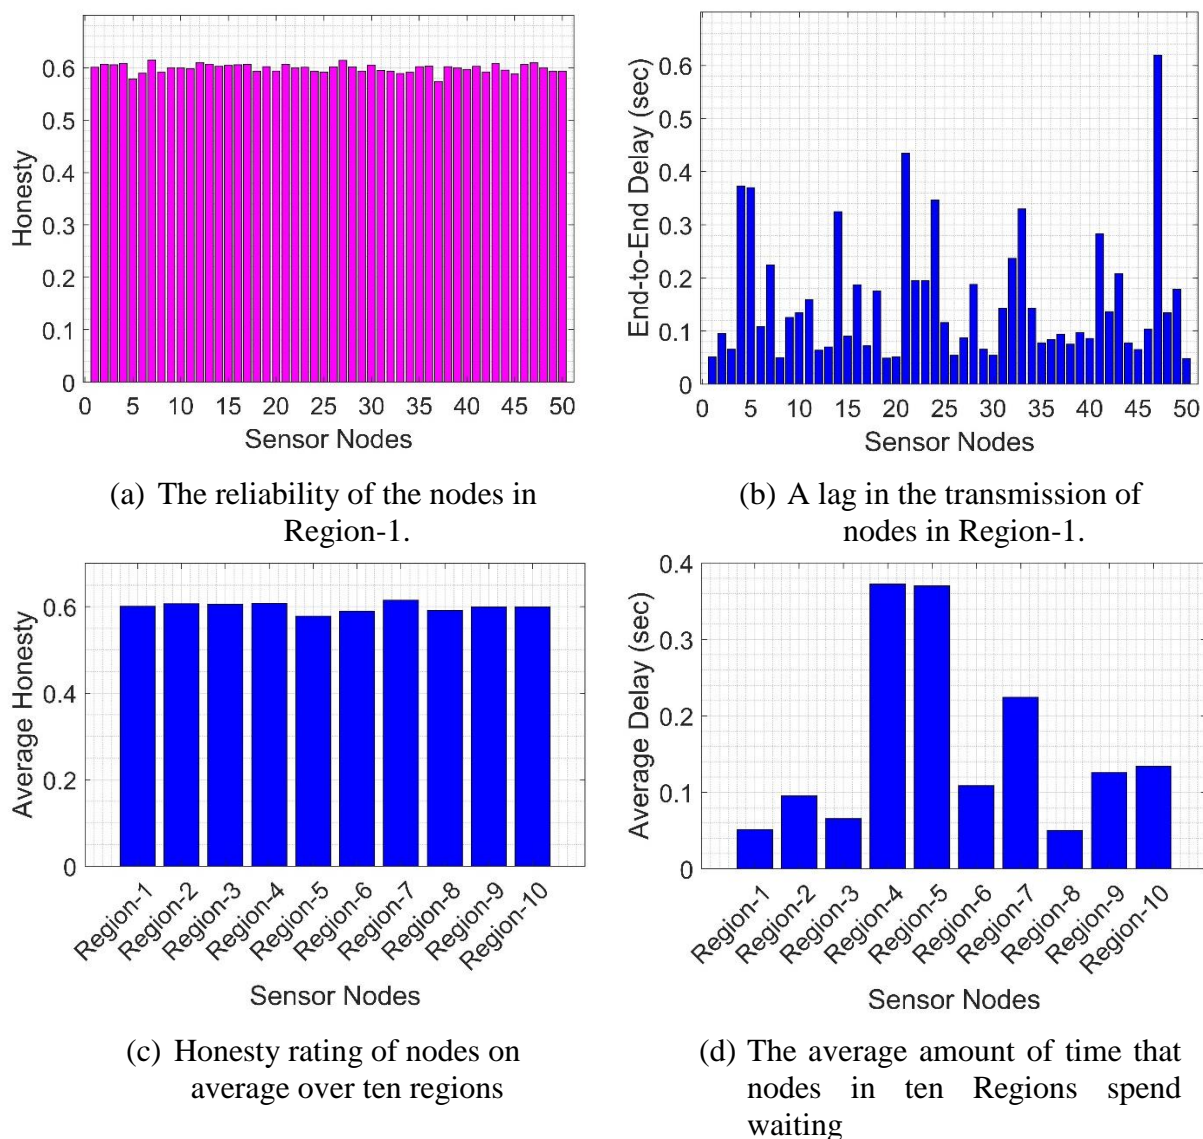 0.6
0.5
0.4
0.3
0.2
0.1
0
Honesty
0 5 10 15 20 25 30 35 40 45 50
Sensor Nodes
(a) The reliability of the nodes in
Region-1.
0.6
0.5
0.4
0.3
0.2
0.1
0
End-to-End Delay (sec)
0 5 10 15 20 25 30 35 40 45 50
Sensor Nodes
(b) A lag in the transmission of
nodes in Region-1.
0.6
0.4
0.2
0
Average Honesty
Region-1
Region-2
Region-3
Region-4
Region-5
Region-6
Region-7
Region-8
Region-9
Region-10
Sensor Nodes
(c) Honesty rating of nodes on
average over ten regions
0.4
0.3
0.2
0.1
0
Average Delay (sec)
Region-1
Region-2
Region-3
Region-4
Region-5
Region-6
Region-7
Region-8
Region-9
Region-10
Sensor Nodes
(d) The average amount of time that
nodes in ten Regions spend
waiting